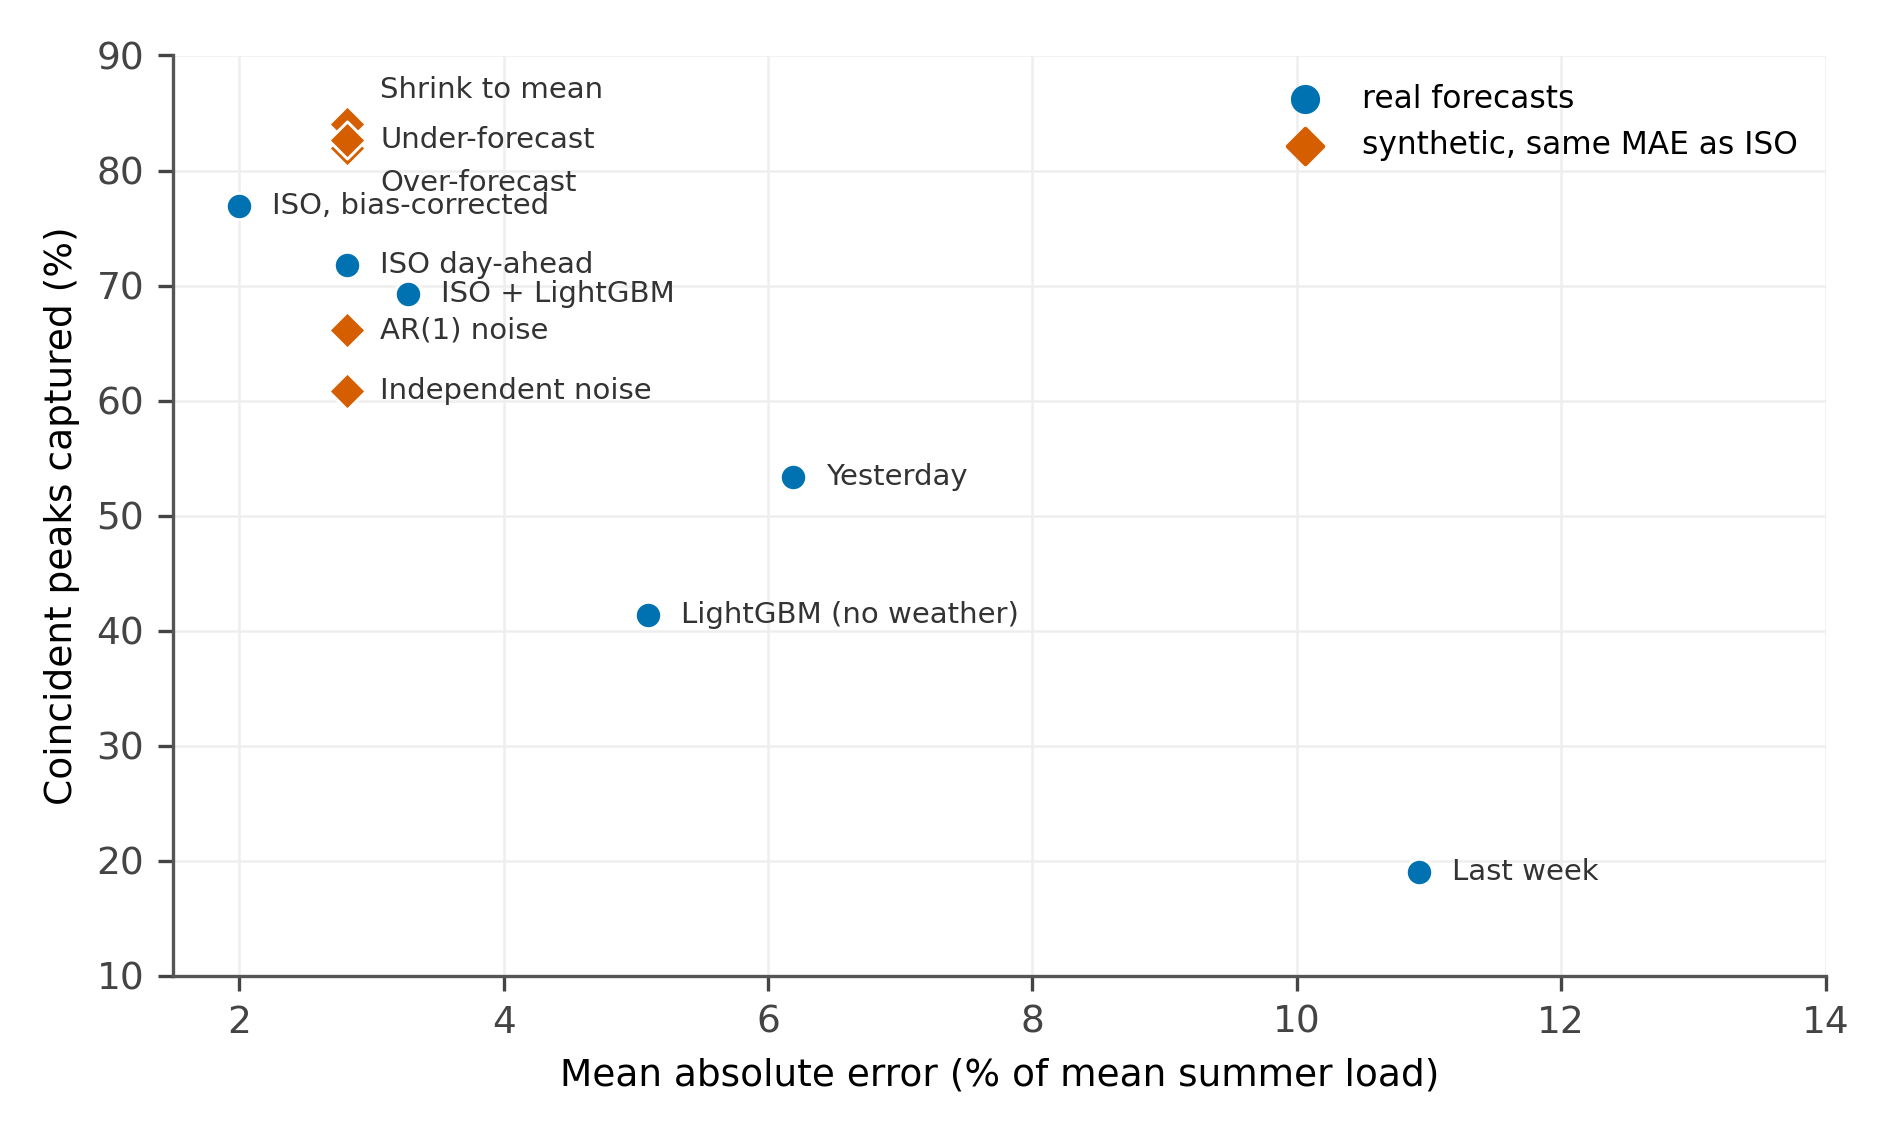 90
80
70
60
50
40
30
20
10
Coincident peaks captured (%)
Shrink to mean
Under-forecast
Over-forecast
ISO, bias-corrected
ISO day-ahead
ISO + LightGBM
AR(1) noise
Independent noise
Yesterday
LightGBM (no weather)
Last week
real forecasts
synthetic, same MAE as ISO
2 4 6 8 10 12 14
Mean absolute error (% of mean summer load)